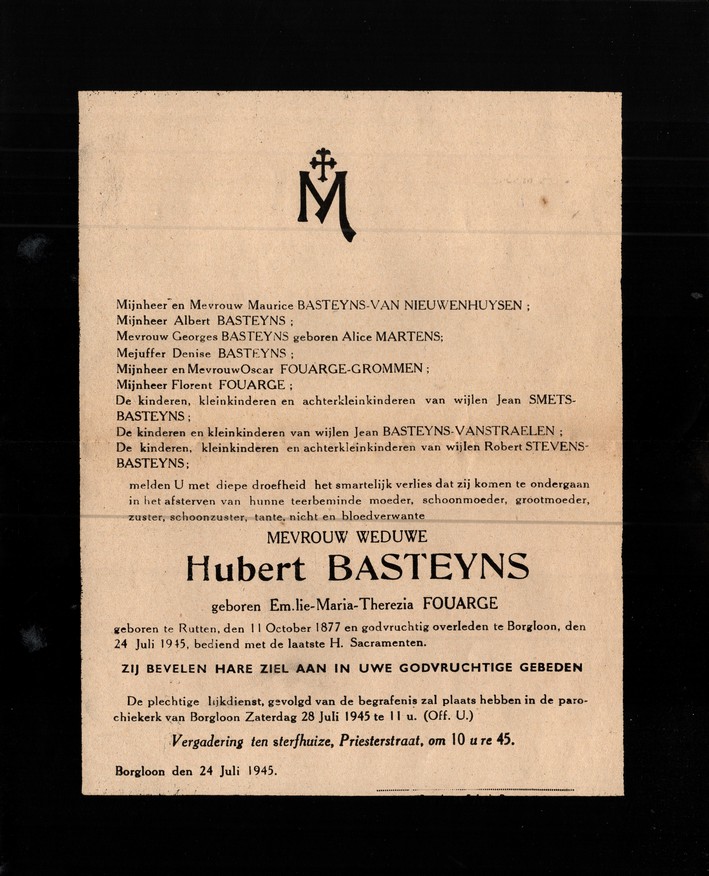 M
Mijnheer en Mevrouw Maurice BASTEYNS-VAN NIEUWENHUYSEN ;
Mijnheer Albert BASTEYNS ;
Mevrouw Georges BASTEYNS geboren Alice MARTENS;
Mejuffer Denise BASTEYNS ;
Mijnheer en MevrouwOscar FOUARGE-GROMMEN ;
Mijnheer Florent FOUARGE ;
De kinderen, kleinkinderen en achterkleinkinderen van wijlen Jean SMETS-
BASTEYNS ;
De kinderen en kleinkinderen van wijlen Jean BASTEYNS-VANSTRAELEN ;
De kinderen, kleinkinderen en achterkleinkinderen van wijlen Robert STEVENS-
BASTEYNS;
melden U met diepe droefheid het smartelijk verlies dat zij komen te ondergaan
in het afsterven van hunne teerbeminde moeder, schoonmoeder, grootmoeder,
zuster, schoonzuster, tante, nicht en bloedverwante
MEVROUW WEDUWE
Hubert BASTEYNS
geboren Em.lie-Maria-Therezia FOUARGE
geboren te Rutten, den 11 October 1877 en godvruchtig overleden te Borgloon, den
24 Juli 1945, bediend met de laatste H. Sacramenten.
ZIJ BEVELEN HARE ZIEL AAN IN UWE GODVRUCHTIGE GEBEDEN
De plechtige lijkdienst, gevolgd van de begrafenis zal plaats hebben in de paro-
chiekerk van Borgloon Zaterdag 28 Juli 1945 te 11 u. (Off. U.)
Vergadering ten sterfhuize, Priesterstraat, om 10 u re 45.
Borgloon den 24 Juli 1945.